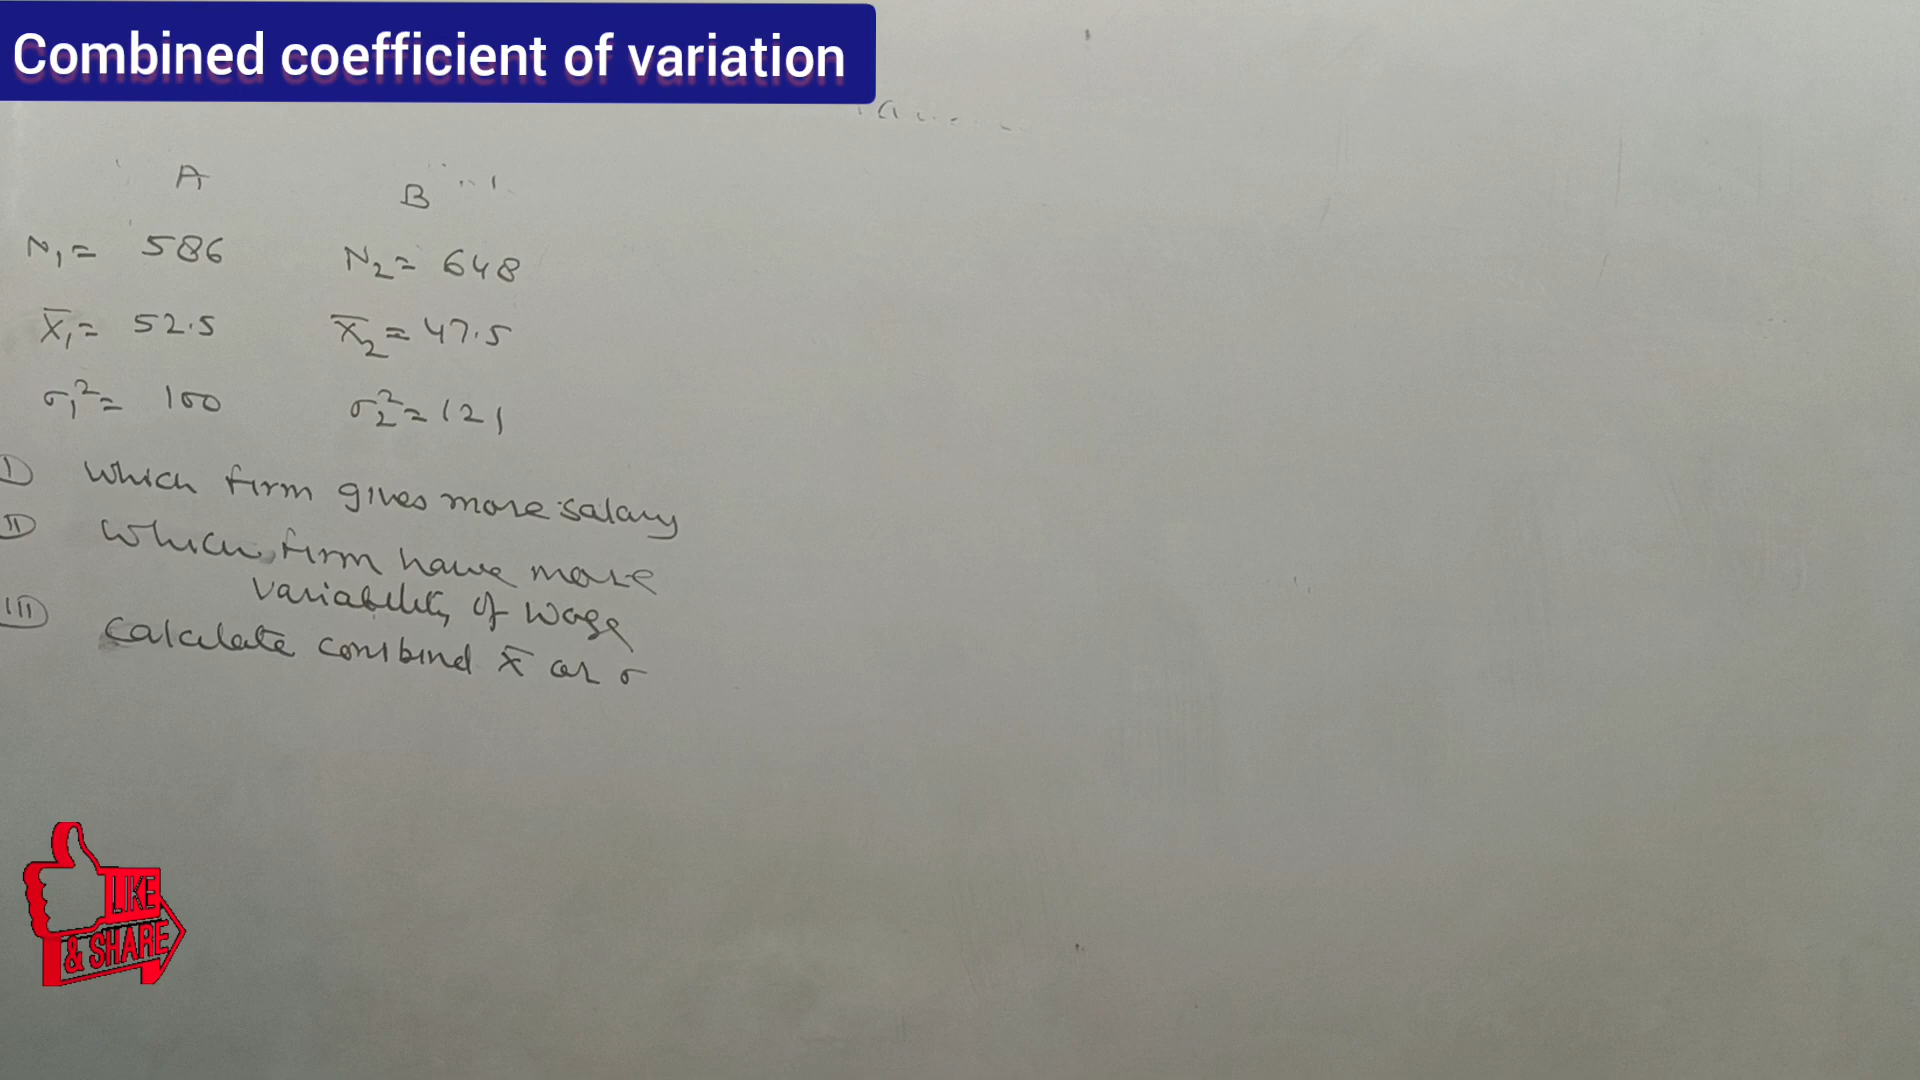 Combined coefficient of variation
A B
N₁= 586 N₂= 648
x̄₁= 52.5 x̄₂= 47.5
σ₁²= 100 σ₂²= 121
I which firm gives more salary
II which firm have more
variability of wage
III calculate combind x̄ or σ
LIKE
& SHARE